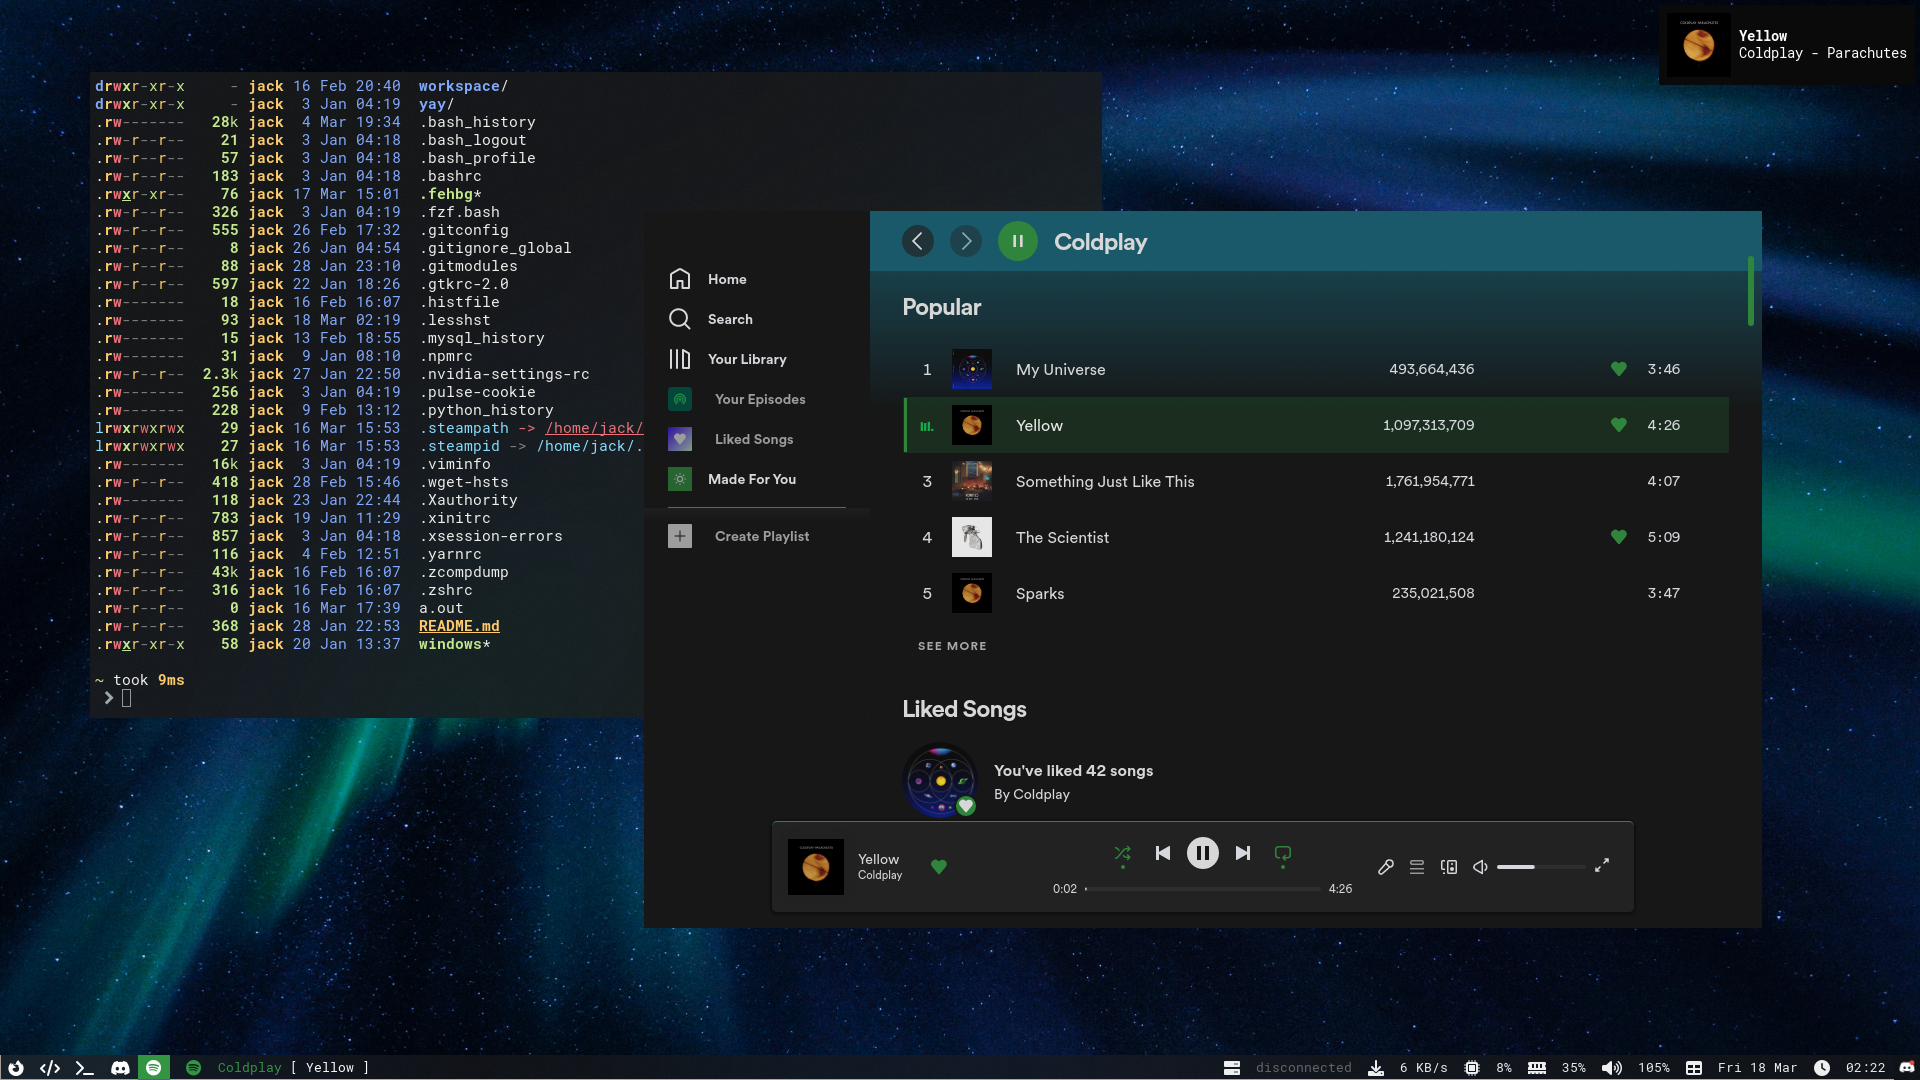 Yellow
Coldplay - Parachutes
drwxr-xr-x - jack 16 Feb 20:40 workspace/
drwxr-xr-x - jack 3 Jan 04:19 yay/
.rw------- 28k jack 4 Mar 19:34 .bash_history
.rw-r--r-- 21 jack 3 Jan 04:18 .bash_logout
.rw-r--r-- 57 jack 3 Jan 04:18 .bash_profile
.rw-r--r-- 183 jack 3 Jan 04:18 .bashrc
.rwxr-xr-- 76 jack 17 Mar 15:01 .fehbg*
.rw-r--r-- 326 jack 3 Jan 04:19 .fzf.bash
.rw-r--r-- 555 jack 26 Feb 17:32 .gitconfig
.rw-r--r-- 8 jack 26 Jan 04:54 .gitignore_global
.rw-r--r-- 88 jack 28 Jan 23:10 .gitmodules
.rw-r--r-- 597 jack 22 Jan 18:26 .gtkrc-2.0
.rw------- 18 jack 16 Feb 16:07 .histfile
.rw------- 93 jack 18 Mar 02:19 .lesshst
.rw------- 15 jack 13 Feb 18:55 .mysql_history
.rw------- 31 jack 9 Jan 08:10 .npmrc
.rw-r--r-- 2.3k jack 27 Jan 22:50 .nvidia-settings-rc
.rw------- 256 jack 3 Jan 04:19 .pulse-cookie
.rw------- 228 jack 9 Feb 13:12 .python_history
lrwxrwxrwx 29 jack 16 Mar 15:53 .steampath -> /home/jack/
lrwxrwxrwx 27 jack 16 Mar 15:53 .steampid -> /home/jack/.
.rw------- 16k jack 3 Jan 04:19 .viminfo
.rw-r--r-- 418 jack 28 Feb 15:46 .wget-hsts
.rw------- 118 jack 23 Jan 22:44 .Xauthority
.rw-r--r-- 783 jack 19 Jan 11:29 .xinitrc
.rw-r--r-- 857 jack 3 Jan 04:18 .xsession-errors
.rw-r--r-- 116 jack 4 Feb 12:51 .yarnrc
.rw-r--r-- 43k jack 16 Feb 16:07 .zcompdump
.rw-r--r-- 316 jack 16 Feb 16:07 .zshrc
.rw-r--r-- 0 jack 16 Mar 17:39 a.out
.rw-r--r-- 368 jack 28 Jan 22:53 README.md
.rwxr-xr-x 58 jack 20 Jan 13:37 windows*
~ took 9ms
>
Home
Search
Your Library
Your Episodes
Liked Songs
Made For You
Create Playlist
Coldplay
Popular
1 My Universe 493,664,436 3:46
Yellow 1,097,313,709 4:26
3 Something Just Like This 1,761,954,771 4:07
4 The Scientist 1,241,180,124 5:09
5 Sparks 235,021,508 3:47
SEE MORE
Liked Songs
You've liked 42 songs
By Coldplay
Yellow
Coldplay
0:02 4:26
Coldplay [ Yellow ] disconnected 6 KB/s 8% 35% 105% Fri 18 Mar 02:22